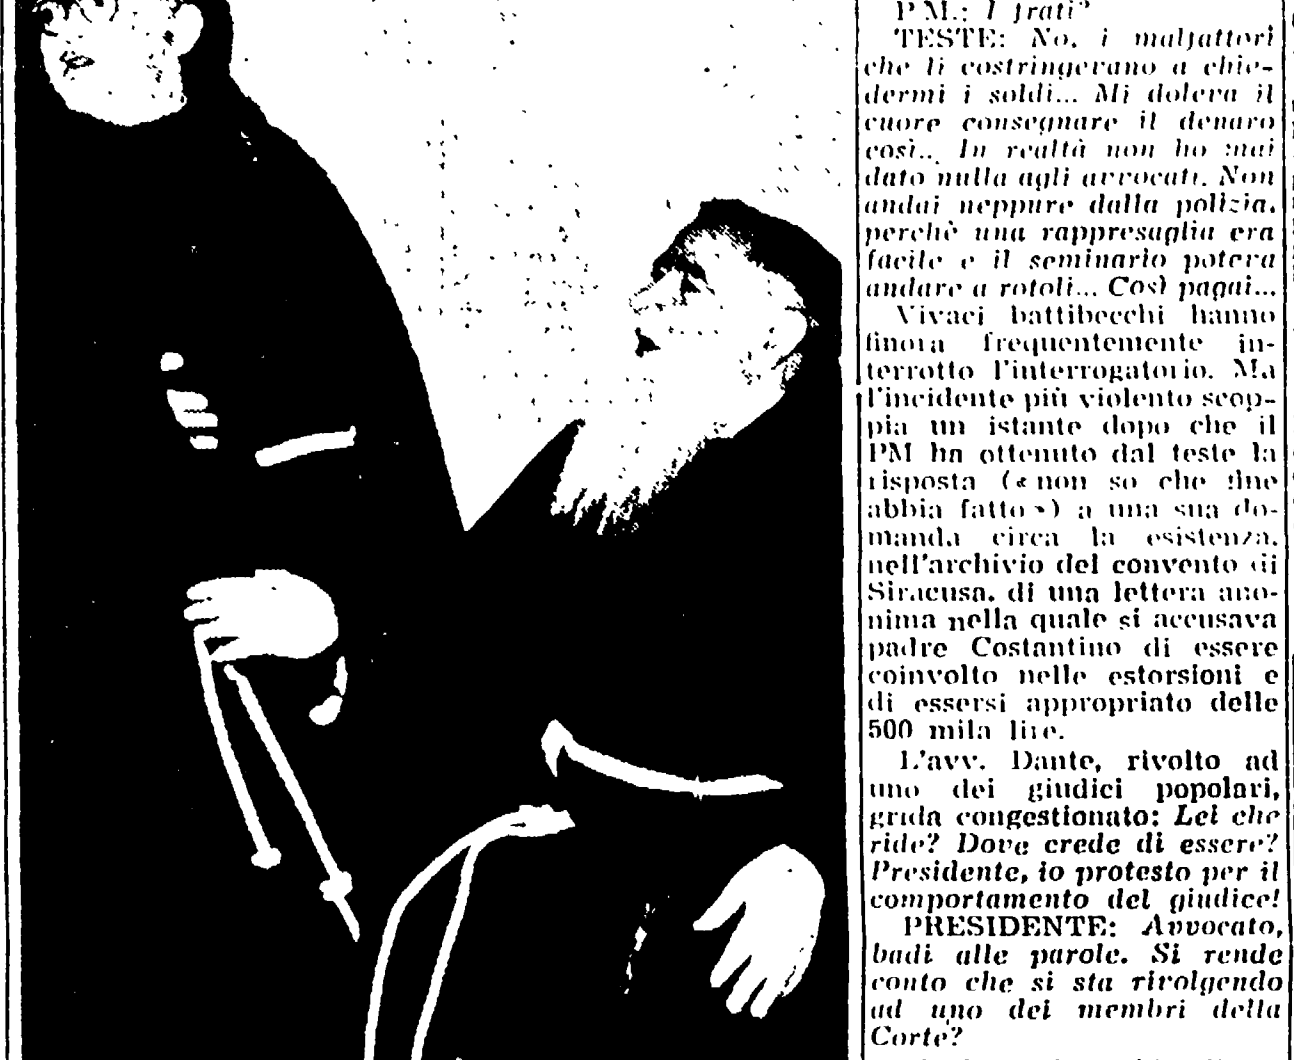 P.M.: I frati?
TESTE: No, i malfattori
che li costringevano a chie-
dermi i soldi... Mi doleva il
cuore consegnare il denaro
così... In realtà non ho mai
dato nulla agli avvocati. Non
andai neppure dalla polizia,
perchè una rappresaglia era
facile e il seminario poteva
andare a rotoli... Così pagai...
Vivaci battibecchi hanno
finora frequentemente in-
terrotto l'interrogatorio. Ma
l'incidente più violento scop-
pia un istante dopo che il
PM ha ottenuto dal teste la
risposta («non so che fine
abbia fatto») a una sua do-
manda circa la esistenza,
nell'archivio del convento di
Siracusa, di una lettera ano-
nima nella quale si accusava
padre Costantino di essere
coinvolto nelle estorsioni e
di essersi appropriato delle
500 mila lire.
L'avv. Dante, rivolto ad
uno dei giudici popolari,
grida congestionato: Lei che
ride? Dove crede di essere?
Presidente, io protesto per il
comportamento del giudice!
PRESIDENTE: Avvocato,
badi alle parole. Si rende
conto che si sta rivolgendo
ad uno dei membri della
Corte?